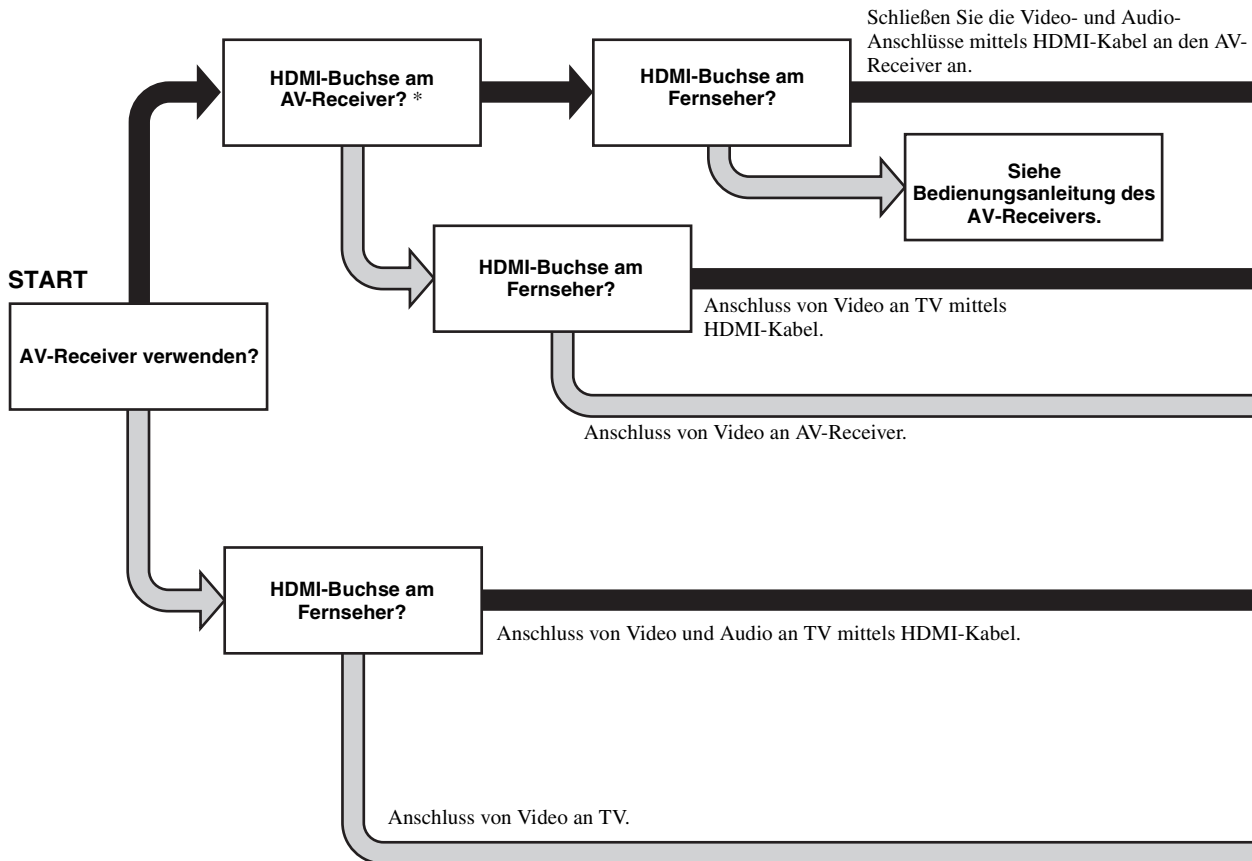 Schließen Sie die Video- und Audio-
Anschlüsse mittels HDMI-Kabel an den AV-
Receiver an.
HDMI-Buchse am
AV-Receiver? *
HDMI-Buchse am
Fernseher?
Siehe
Bedienungsanleitung des
AV-Receivers.
HDMI-Buchse am
Fernseher?
START
Anschluss von Video an TV mittels
HDMI-Kabel.
AV-Receiver verwenden?
Anschluss von Video an AV-Receiver.
HDMI-Buchse am
Fernseher?
Anschluss von Video und Audio an TV mittels HDMI-Kabel.
Anschluss von Video an TV.